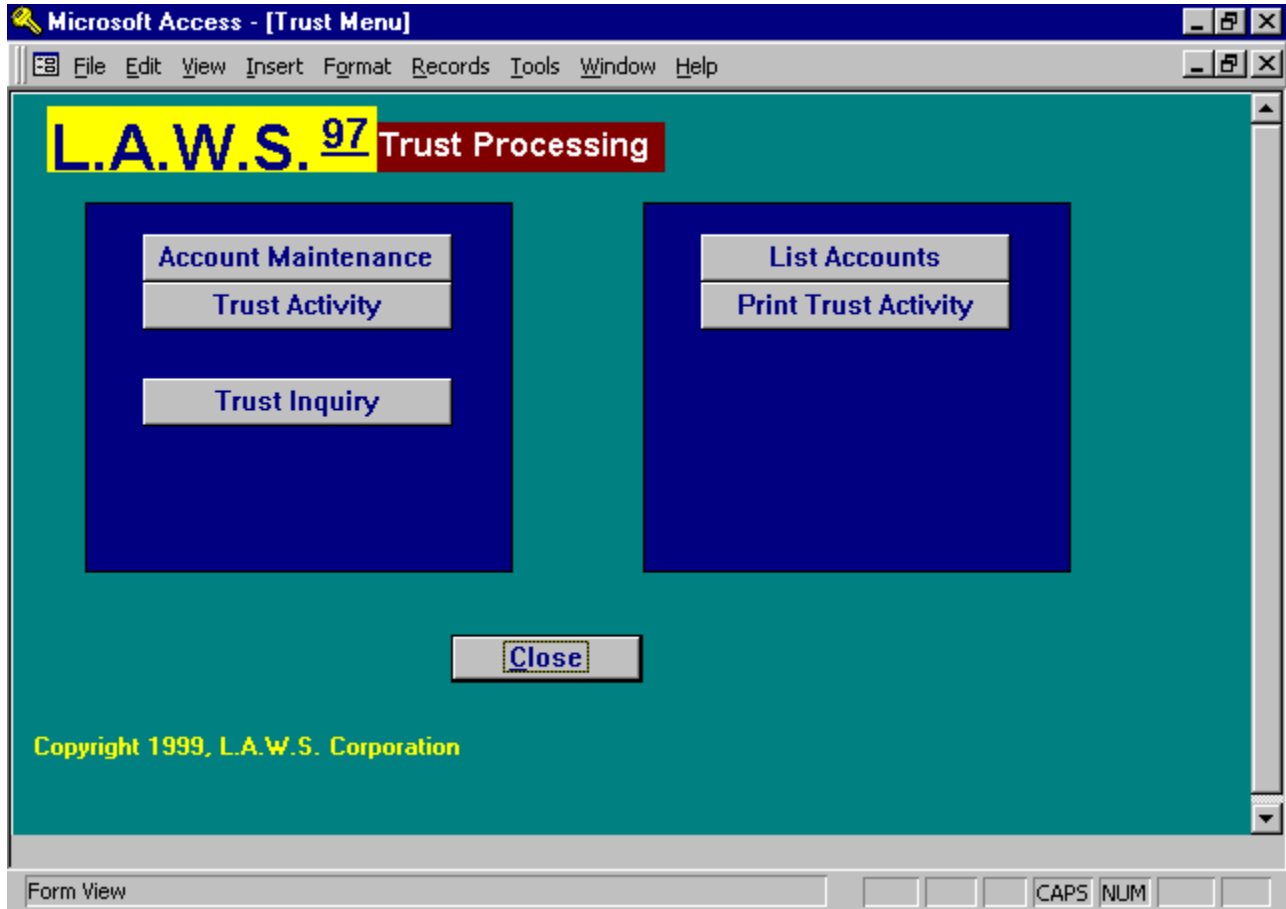 Microsoft Access - [Trust Menu]
File Edit View Insert Format Records Tools Window Help
L.A.W.S. 97 Trust Processing
Account Maintenance
Trust Activity
Trust Inquiry
List Accounts
Print Trust Activity
Close
Copyright 1999, L.A.W.S. Corporation
Form View CAPS NUM